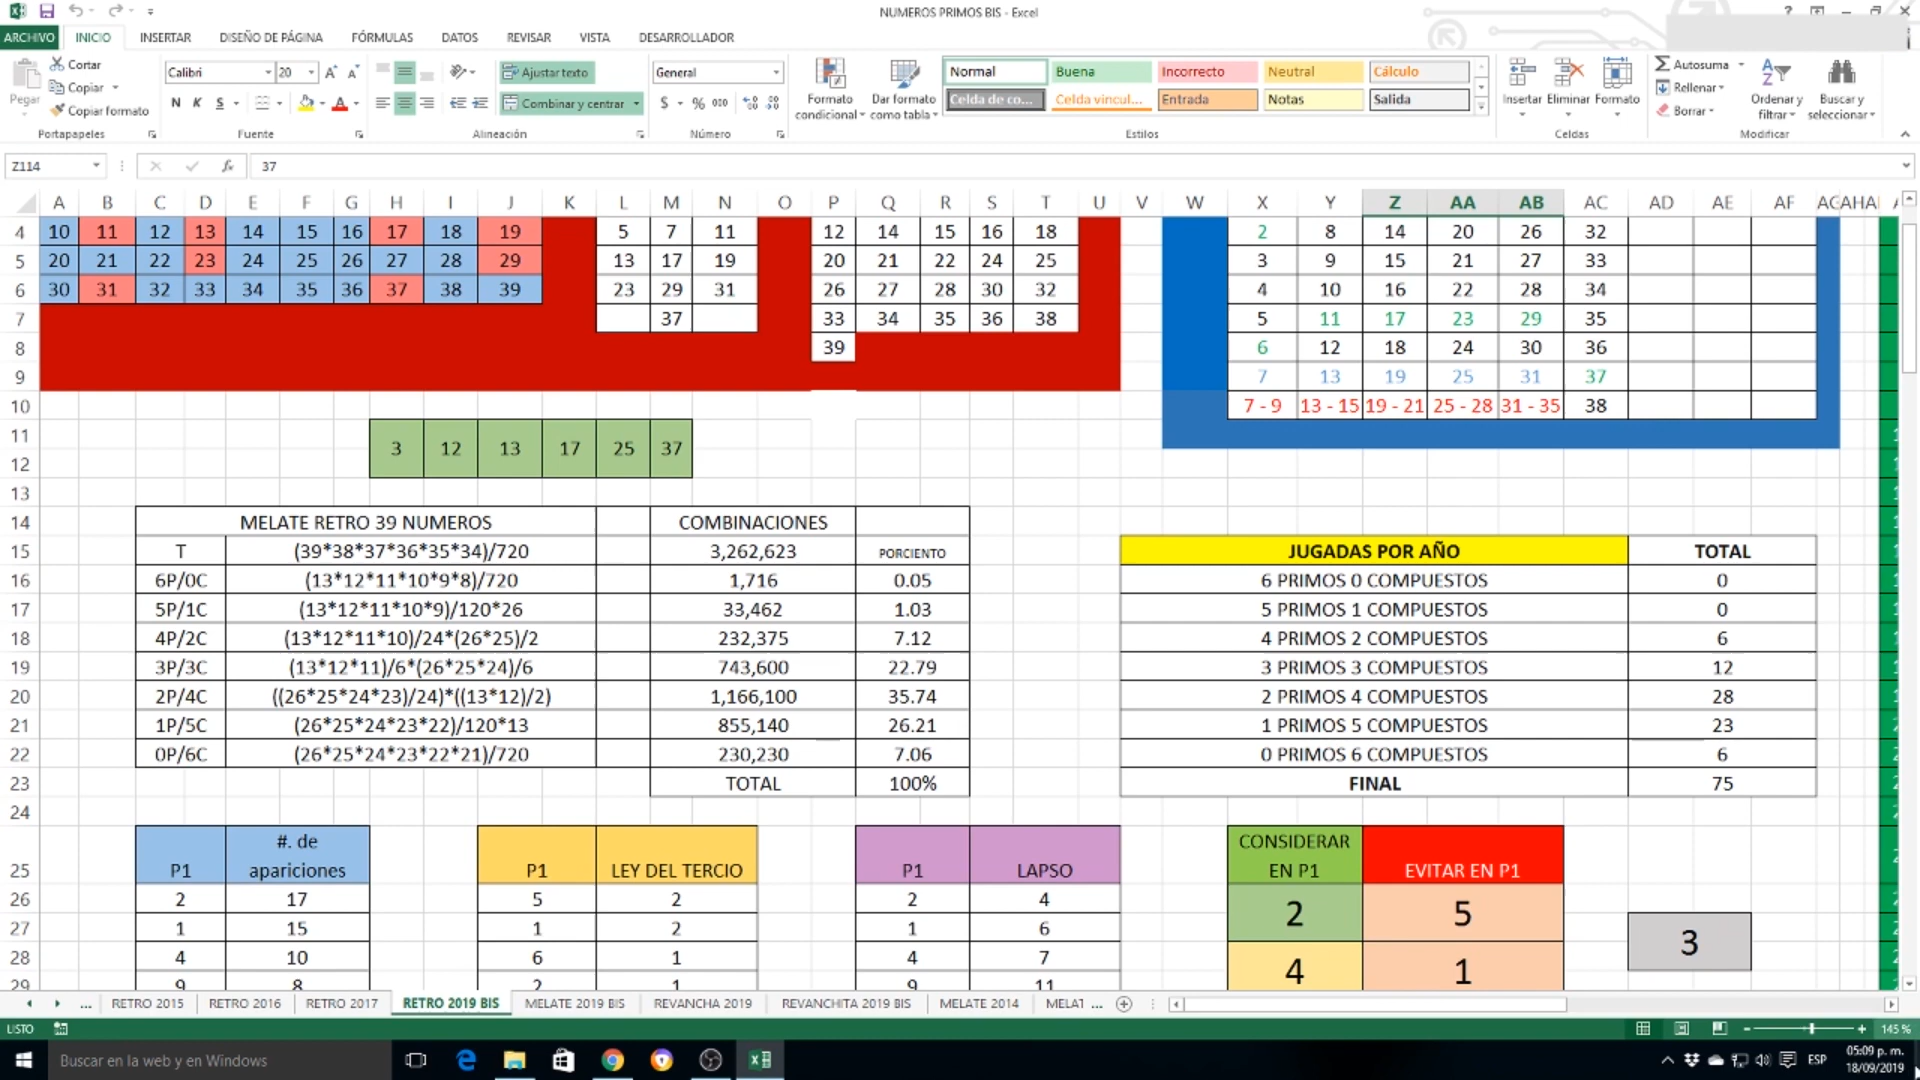 NUMEROS PRIMOS BIS - Excel
ARCHIVO INICIO INSERTAR DISEÑO DE PÁGINA FÓRMULAS DATOS REVISAR VISTA DESARROLLADOR
Pegar
Cortar
Copiar
Copiar formato
Portapapeles
Calibri 20
N K S
Fuente
Ajustar texto
Combinar y centrar
Alineación
General
$ % 000
Número
Formato condicional
Dar formato como tabla
Normal Buena Incorrecto Neutral Cálculo
Celda de co... Celda vincul... Entrada Notas Salida
Estilos
Insertar Eliminar Formato
Celdas
Autosuma
Rellenar
Borrar
Ordenar y filtrar
Buscar y seleccionar
Modificar
Z114 fx 37
A B C D E F G H I J K L M N O P Q R S T U V W X Y Z AA AB AC AD AE AF AG AH AI
4 10 11 12 13 14 15 16 17 18 19 5 7 11 12 14 15 16 18 2 8 14 20 26 32
5 20 21 22 23 24 25 26 27 28 29 13 17 19 20 21 22 24 25 3 9 15 21 27 33
6 30 31 32 33 34 35 36 37 38 39 23 29 31 26 27 28 30 32 4 10 16 22 28 34
7 37 33 34 35 36 38 5 11 17 23 29 35
8 39 6 12 18 24 30 36
9 7 13 19 25 31 37
10 7 - 9 13 - 15 19 - 21 25 - 28 31 - 35 38
11
12 3 12 13 17 25 37
13
14 MELATE RETRO 39 NUMEROS COMBINACIONES
15 T (39*38*37*36*35*34)/720 3,262,623 PORCIENTO JUGADAS POR AÑO TOTAL
16 6P/0C (13*12*11*10*9*8)/720 1,716 0.05 6 PRIMOS 0 COMPUESTOS 0
17 5P/1C (13*12*11*10*9)/120*26 33,462 1.03 5 PRIMOS 1 COMPUESTOS 0
18 4P/2C (13*12*11*10)/24*(26*25)/2 232,375 7.12 4 PRIMOS 2 COMPUESTOS 6
19 3P/3C (13*12*11)/6*(26*25*24)/6 743,600 22.79 3 PRIMOS 3 COMPUESTOS 12
20 2P/4C ((26*25*24*23)/24)*((13*12)/2) 1,166,100 35.74 2 PRIMOS 4 COMPUESTOS 28
21 1P/5C (26*25*24*23*22)/120*13 855,140 26.21 1 PRIMOS 5 COMPUESTOS 23
22 0P/6C (26*25*24*23*22*21)/720 230,230 7.06 0 PRIMOS 6 COMPUESTOS 6
23 TOTAL 100% FINAL 75
24
25 P1 #. de apariciones P1 LEY DEL TERCIO P1 LAPSO CONSIDERAR EN P1 EVITAR EN P1
26 2 17 5 2 2 4 2 5
27 1 15 1 2 1 6
28 4 10 6 1 4 7 4 1 3
29 9 8 2 1 9 11
... RETRO 2015 RETRO 2016 RETRO 2017 RETRO 2019 BIS MELATE 2019 BIS REVANCHA 2019 REVANCHITA 2019 BIS MELATE 2014 MELAT ...
LISTO 145 %
Buscar en la web y en Windows
ESP
05:09 p. m.
18/09/2019